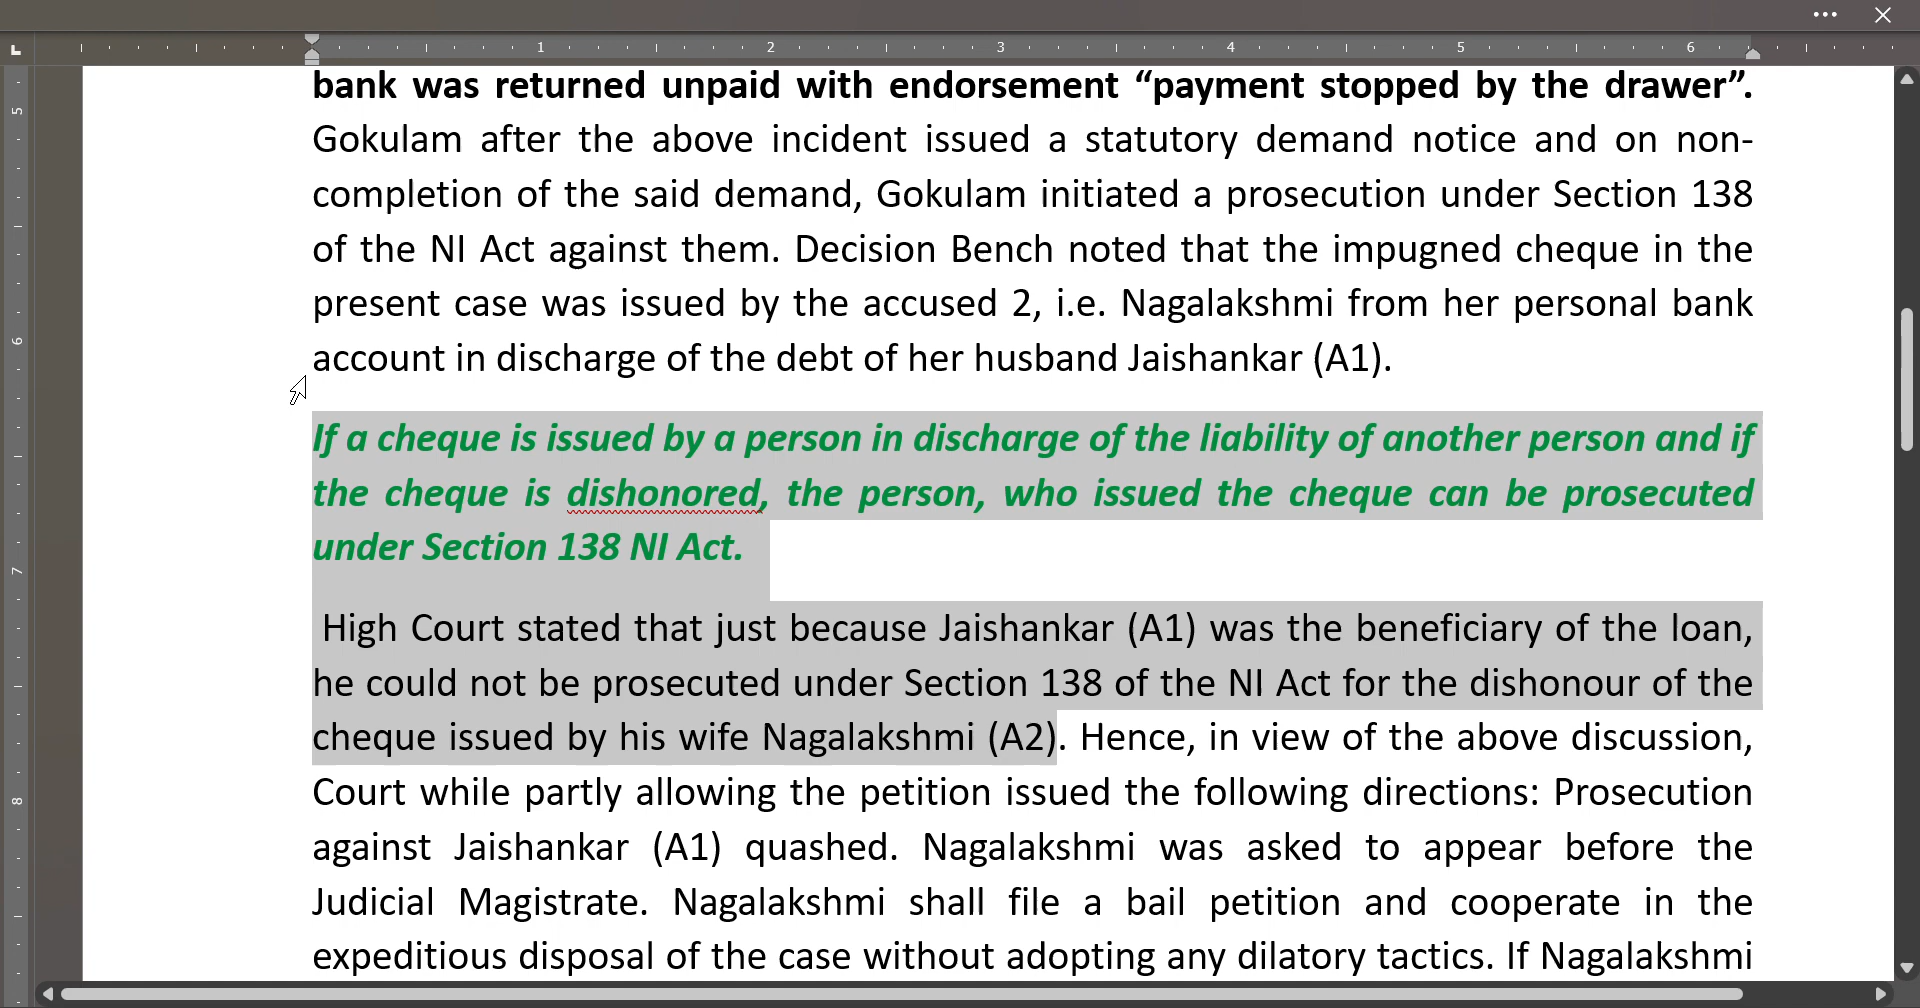 1 2 3 4 5 6
5
6
7
8
bank was returned unpaid with endorsement “payment stopped by the drawer”.
Gokulam after the above incident issued a statutory demand notice and on non-
completion of the said demand, Gokulam initiated a prosecution under Section 138
of the NI Act against them. Decision Bench noted that the impugned cheque in the
present case was issued by the accused 2, i.e. Nagalakshmi from her personal bank
account in discharge of the debt of her husband Jaishankar (A1).
If a cheque is issued by a person in discharge of the liability of another person and if
the cheque is dishonored, the person, who issued the cheque can be prosecuted
under Section 138 NI Act.
High Court stated that just because Jaishankar (A1) was the beneficiary of the loan,
he could not be prosecuted under Section 138 of the NI Act for the dishonour of the
cheque issued by his wife Nagalakshmi (A2). Hence, in view of the above discussion,
Court while partly allowing the petition issued the following directions: Prosecution
against Jaishankar (A1) quashed. Nagalakshmi was asked to appear before the
Judicial Magistrate. Nagalakshmi shall file a bail petition and cooperate in the
expeditious disposal of the case without adopting any dilatory tactics. If Nagalakshmi